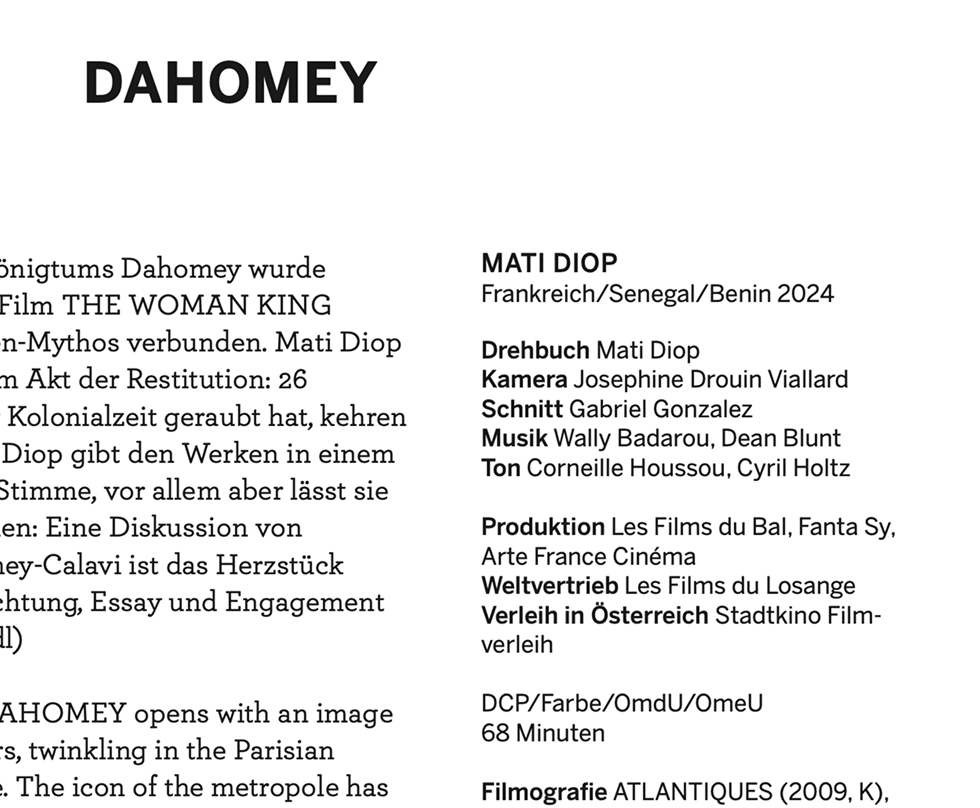 DAHOMEY
önigtums Dahomey wurde
Film THE WOMAN KING
n-Mythos verbunden. Mati Diop
m Akt der Restitution: 26
Kolonialzeit geraubt hat, kehren
Diop gibt den Werken in einem
Stimme, vor allem aber lässt sie
en: Eine Diskussion von
ey-Calavi ist das Herzstück
chtung, Essay und Engagement
dl)
AHOMEY opens with an image
rs, twinkling in the Parisian
e. The icon of the metropole has
MATI DIOP
Frankreich/Senegal/Benin 2024
Drehbuch Mati Diop
Kamera Josephine Drouin Viallard
Schnitt Gabriel Gonzalez
Musik Wally Badarou, Dean Blunt
Ton Corneille Houssou, Cyril Holtz
Produktion Les Films du Bal, Fanta Sy,
Arte France Cinéma
Weltvertrieb Les Films du Losange
Verleih in Österreich Stadtkino Film-
verleih
DCP/Farbe/OmdU/OmeU
68 Minuten
Filmografie ATLANTIQUES (2009, K),